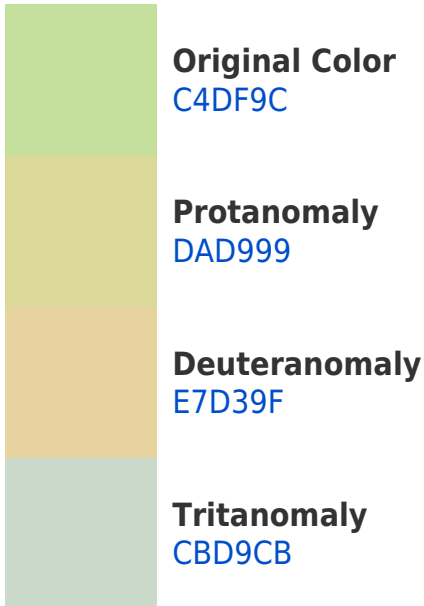 Original Color
C4DF9C
Protanomaly
DAD999
Deuteranomaly
E7D39F
Tritanomaly
CBD9CB